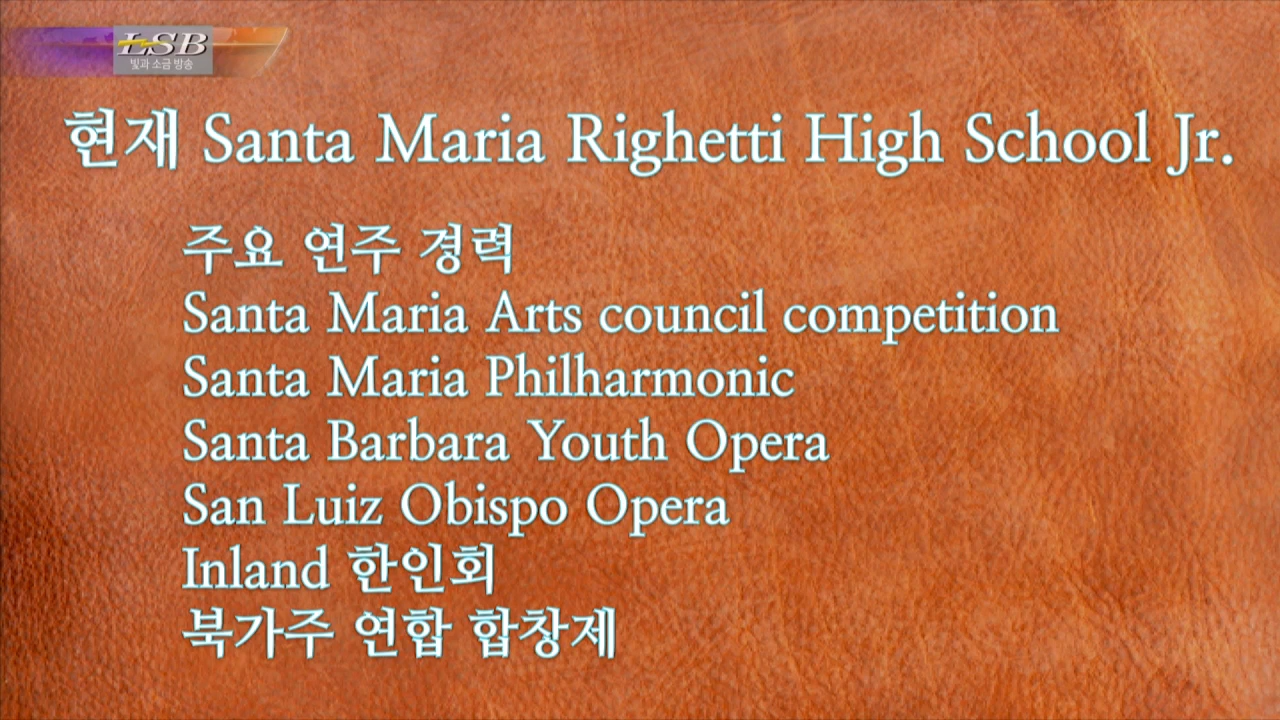 LSB
빛과 소금 방송
현재 Santa Maria Righetti High School Jr.
주요 연주 경력
Santa Maria Arts council competition
Santa Maria Philharmonic
Santa Barbara Youth Opera
San Luiz Obispo Opera
Inland 한인회
북가주 연합 합창제